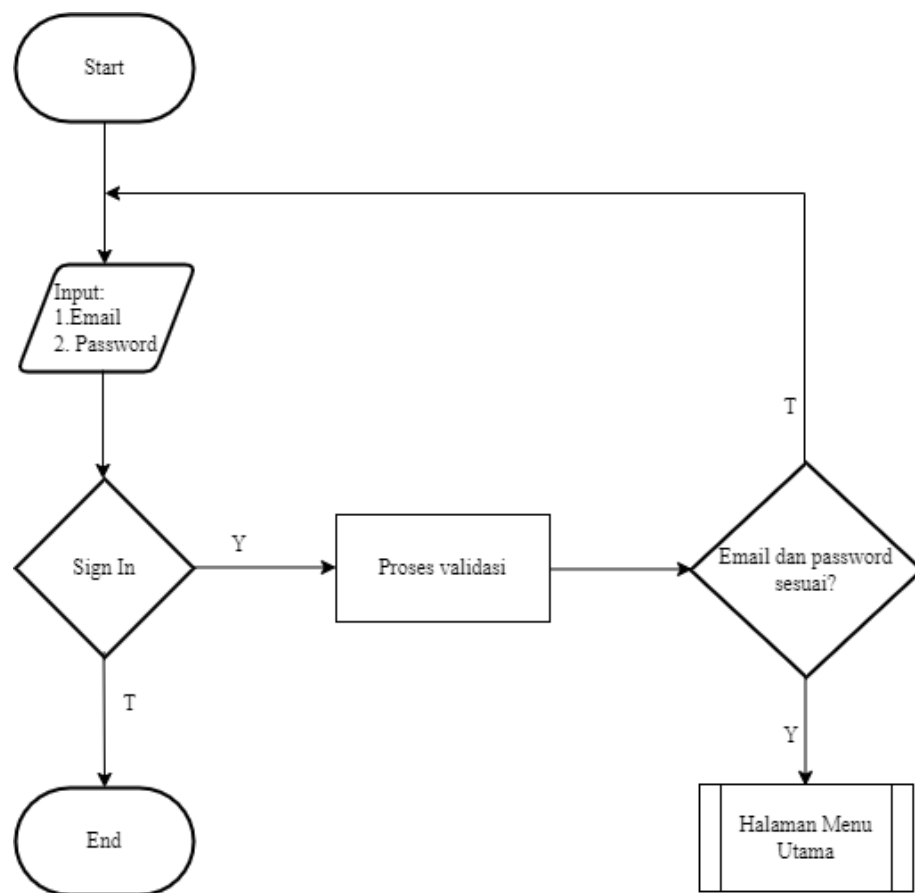 Start
Input:
1.Email
2. Password
T
Sign In
Y
Proses validasi
Email dan password
sesuai?
T
Y
End
Halaman Menu
Utama